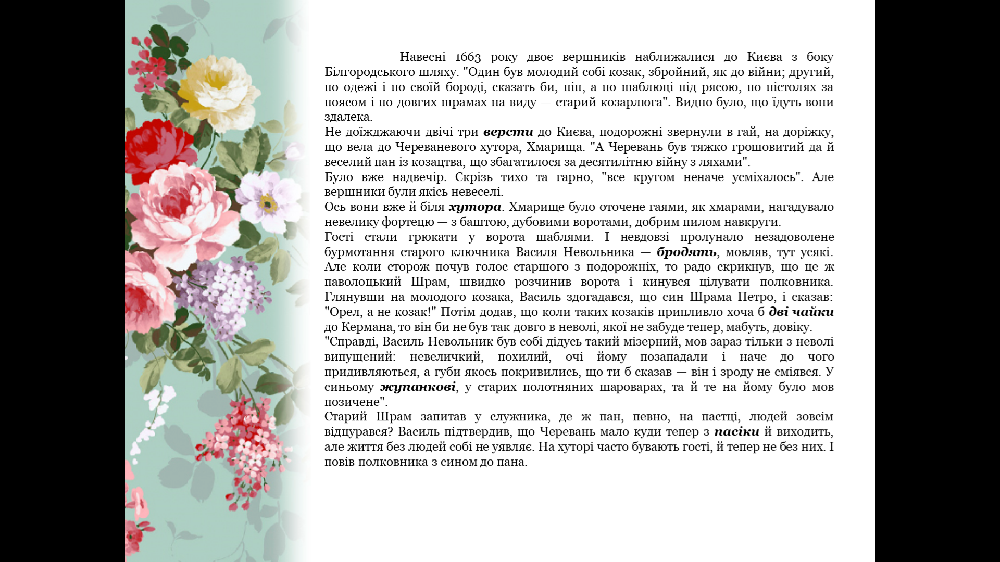 Навесні 1663 року двоє вершників наближалися до Києва з боку
Білгородського шляху. "Один був молодий собі козак, збройний, як до війни; другий,
по одежі і по своїй бороді, сказать би, піп, а по шаблюці під рясою, по пістолях за
поясом і по довгих шрамах на виду — старий козарлюга". Видно було, що їдуть вони
здалека.
Не доїжджаючи двічі три версти до Києва, подорожні звернули в гай, на доріжку,
що вела до Череваневого хутора, Хмарища. "А Черевань був тяжко грошовитий да й
веселий пан із козацтва, що збагатилося за десятилітню війну з ляхами".
Було вже надвечір. Скрізь тихо та гарно, "все кругом неначе усміхалось". Але
вершники були якісь невеселі.
Ось вони вже й біля хутора. Хмарище було оточене гаями, як хмарами, нагадувало
невелику фортецю — з баштою, дубовими воротами, добрим пилом навкруги.
Гості стали грюкати у ворота шаблями. І невдовзі пролунало незадоволене
бурмотання старого ключника Василя Невольника — бродять, мовляв, тут усякі.
Але коли сторож почув голос старшого з подорожніх, то радо скрикнув, що це ж
паволоцький Шрам, швидко розчинив ворота і кинувся цілувати полковника.
Глянувши на молодого козака, Василь здогадався, що син Шрама Петро, і сказав:
"Орел, а не козак!" Потім додав, що коли таких козаків припливло хоча б дві чайки
до Кермана, то він би не був так довго в неволі, якої не забуде тепер, мабуть, довіку.
"Справді, Василь Невольник був собі дідусь такий мізерний, мов зараз тільки з неволі
випущений: невеличкий, похилий, очі йому позападали і наче до чого
придивляються, а губи якось покривились, що ти б сказав — він і зроду не сміявся. У
синьому жупанкові, у старих полотняних шароварах, та й те на йому було мов
позичене".
Старий Шрам запитав у служника, де ж пан, певно, на пастці, людей зовсім
відцурався? Василь підтвердив, що Черевань мало куди тепер з пасіки й виходить,
але життя без людей собі не уявляє. На хуторі часто бувають гості, й тепер не без них. І
повів полковника з сином до пана.